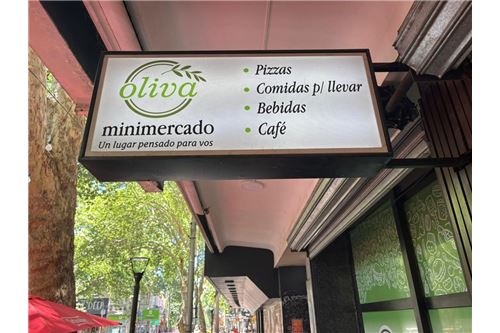 oliva
minimercado
Un lugar pensado para vos
• Pizzas
• Comidas p/ llevar
• Bebidas
• Café